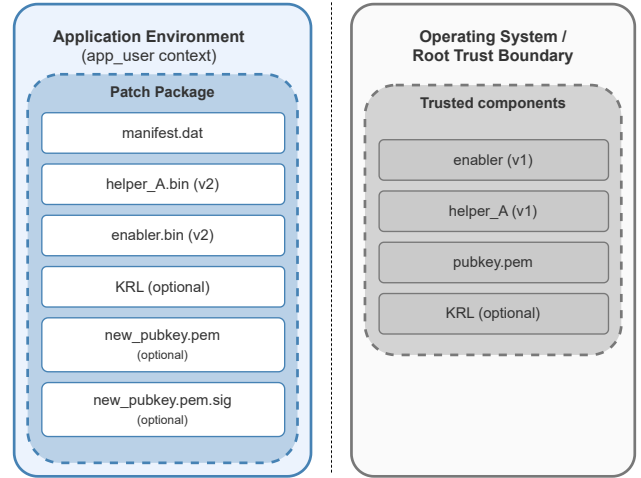 Application Environment
(app_user context)
Patch Package
manifest.dat
helper_A.bin (v2)
enabler.bin (v2)
KRL (optional)
new_pubkey.pem
(optional)
new_pubkey.pem.sig
(optional)
Operating System /
Root Trust Boundary
Trusted components
enabler (v1)
helper_A (v1)
pubkey.pem
KRL (optional)